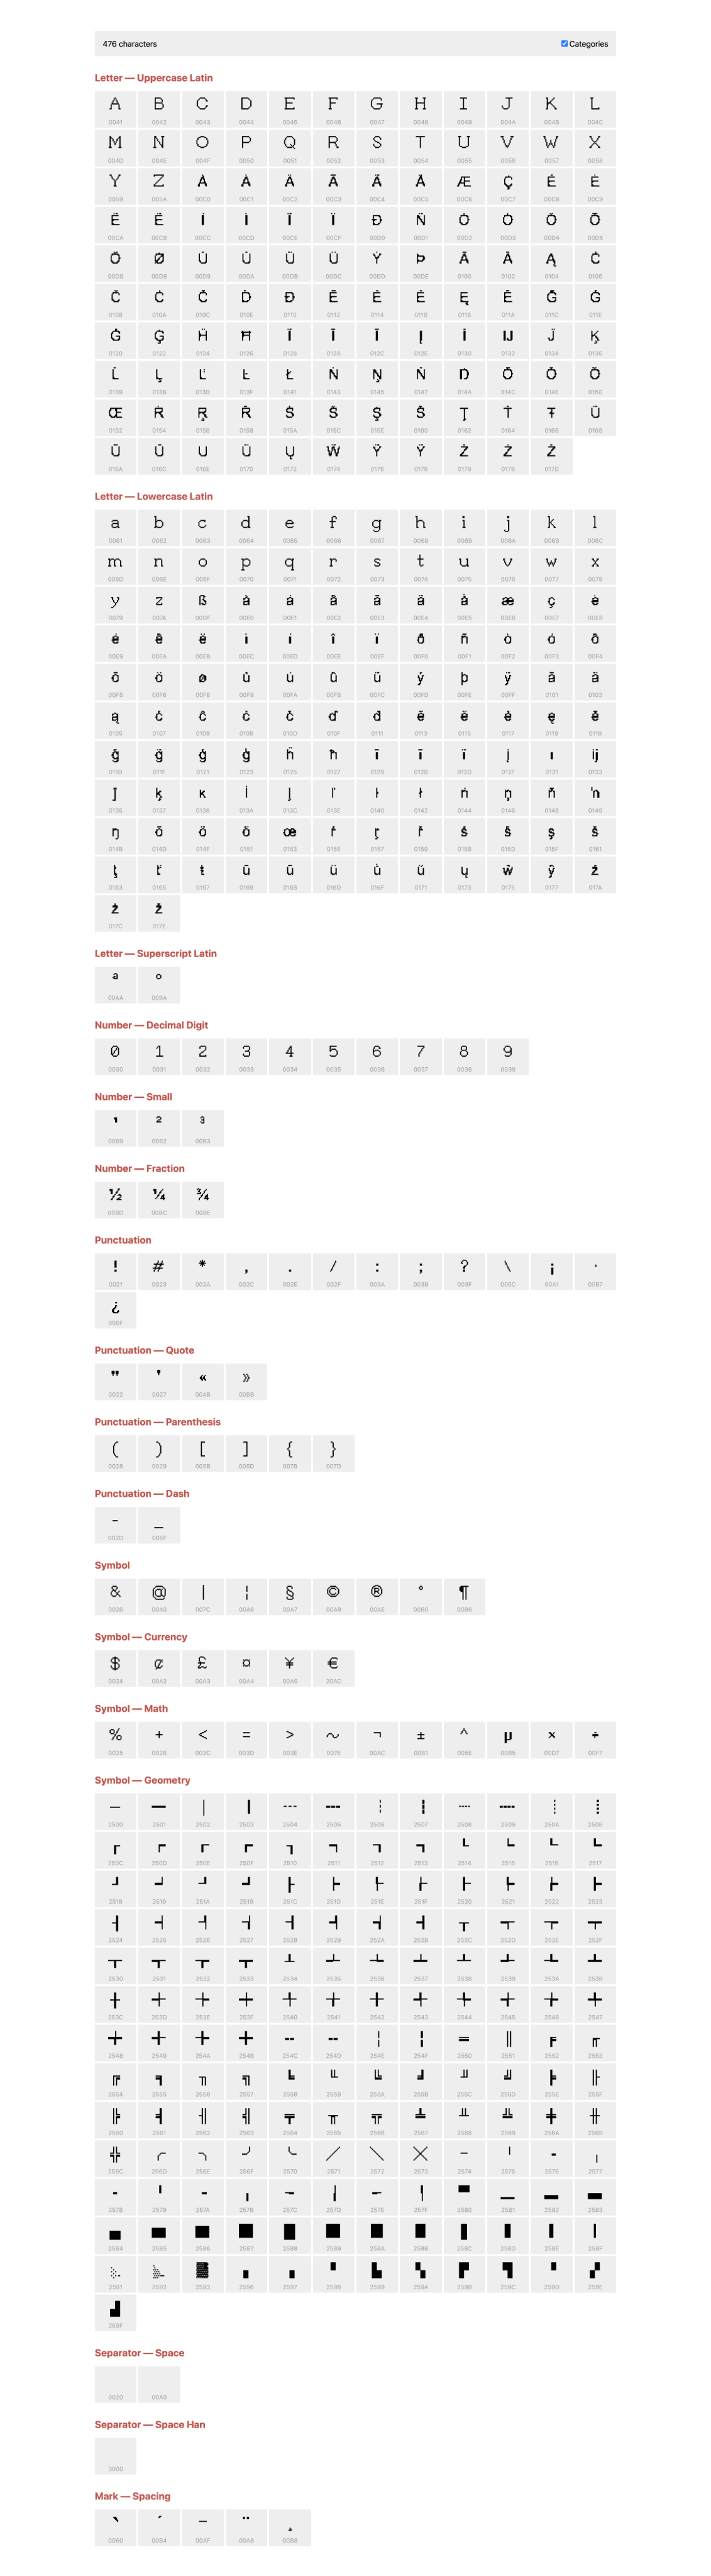 476 characters
Categories
Letter — Uppercase Latin
A B C D E F G H I J K L
0041 0042 0043 0044 0045 0046 0047 0048 0049 004A 004B 004C
M N O P Q R S T U V W X
004D 004E 004F 0050 0051 0052 0053 0054 0055 0056 0057 0058
Y Z À Á Â Ã Ä Å Æ Ç È É
0059 005A 00C0 00C1 00C2 00C3 00C4 00C5 00C6 00C7 00C8 00C9
Ê Ë Ì Í Î Ï Ð Ñ Ò Ó Ô Õ
00CA 00CB 00CC 00CD 00CE 00CF 00D0 00D1 00D2 00D3 00D4 00D5
Ö Ø Ù Ú Û Ü Ý Þ Ā Ă Ą Ć
00D6 00D8 00D9 00DA 00DB 00DC 00DD 00DE 0100 0102 0104 0106
Ĉ Ċ Č Ď Đ Ē Ĕ Ė Ę Ě Ĝ Ğ
0108 010A 010C 010E 0110 0112 0114 0116 0118 011A 011C 011E
Ġ Ģ Ĥ Ħ Ĩ Ī Ĭ Į İ Ĳ Ĵ Ķ
0120 0122 0124 0126 0128 012A 012C 012E 0130 0132 0134 0136
Ĺ Ļ Ľ Ŀ Ł Ń Ņ Ň Ŋ Ō Ŏ Ő
0139 013B 013D 013F 0141 0143 0145 0147 014A 014C 014E 0150
Œ Ŕ Ŗ Ř Ś Ŝ Ş Š Ţ Ť Ŧ Ũ
0152 0154 0156 0158 015A 015C 015E 0160 0162 0164 0166 0168
Ū Ŭ Ů Ű Ų Ŵ Ŷ Ÿ Ź Ż Ž
016A 016C 016E 0170 0172 0174 0176 0178 0179 017B 017D
Letter — Lowercase Latin
a b c d e f g h i j k l
0061 0062 0063 0064 0065 0066 0067 0068 0069 006A 006B 006C
m n o p q r s t u v w x
006D 006E 006F 0070 0071 0072 0073 0074 0075 0076 0077 0078
y z ß à á â ã ä å æ ç è
0079 007A 00DF 00E0 00E1 00E2 00E3 00E4 00E5 00E6 00E7 00E8
é ê ë ì í î ï ð ñ ò ó ô
00E9 00EA 00EB 00EC 00ED 00EE 00EF 00F0 00F1 00F2 00F3 00F4
õ ö ø ù ú û ü ý þ ÿ ā ă
00F5 00F6 00F8 00F9 00FA 00FB 00FC 00FD 00FE 00FF 0101 0103
ą ć ĉ ċ č ď đ ē ĕ ė ę ě
0105 0107 0109 010B 010D 010F 0111 0113 0115 0117 0119 011B
ĝ ğ ġ ģ ĥ ħ ĩ ī ĭ į ı ĳ
011D 011F 0121 0123 0125 0127 0129 012B 012D 012F 0131 0133
ĵ ķ ĸ ĺ ļ ľ ŀ ł ń ņ ň ŉ
0135 0137 0138 013A 013C 013E 0140 0142 0144 0146 0148 0149
ŋ ō ŏ ő œ ŕ ŗ ř ś ŝ ş š
014B 014D 014F 0151 0153 0155 0157 0159 015B 015D 015F 0161
ţ ť ŧ ũ ū ŭ ů ű ų ŵ ŷ ź
0163 0165 0167 0169 016B 016D 016F 0171 0173 0175 0177 017A
ż ž
017C 017E
Letter — Superscript Latin
ª º
00AA 00BA
Number — Decimal Digit
0 1 2 3 4 5 6 7 8 9
0030 0031 0032 0033 0034 0035 0036 0037 0038 0039
Number — Small
¹ ² ³
00B9 00B2 00B3
Number — Fraction
½ ¼ ¾
00BD 00BC 00BE
Punctuation
! # * , . / : ; ? \ ¡ ·
0021 0023 002A 002C 002E 002F 003A 003B 003F 005C 00A1 00B7
¿
00BF
Punctuation — Quote
" ' « »
0022 0027 00AB 00BB
Punctuation — Parenthesis
( ) [ ] { }
0028 0029 005B 005D 007B 007D
Punctuation — Dash
- _
002D 005F
Symbol
& @ | ¦ § © ® ° ¶
0026 0040 007C 00A6 00A7 00A9 00AE 00B0 00B6
Symbol — Currency
$ ¢ £ ¤ ¥ €
0024 00A2 00A3 00A4 00A5 20AC
Symbol — Math
% + < = > ~ ¬ ± ^ µ × ÷
0025 002B 003C 003D 003E 007E 00AC 00B1 005E 00B5 00D7 00F7
Symbol — Geometry
2500 2501 2502 2503 2504 2505 2506 2507 2508 2509 250A 250B
250C 250D 250E 250F 2510 2511 2512 2513 2514 2515 2516 2517
2518 2519 251A 251B 251C 251D 251E 251F 2520 2521 2522 2523
2524 2525 2526 2527 2528 2529 252A 252B 252C 252D 252E 252F
2530 2531 2532 2533 2534 2535 2536 2537 2538 2539 253A 253B
253C 253D 253E 253F 2540 2541 2542 2543 2544 2545 2546 2547
2548 2549 254A 254B 254C 254D 254E 254F 2550 2551 2552 2553
2554 2555 2556 2557 2558 2559 255A 255B 255C 255D 255E 255F
2560 2561 2562 2563 2564 2565 2566 2567 2568 2569 256A 256B
256C 256D 256E 256F 2570 2571 2572 2573 2574 2575 2576 2577
2578 2579 257A 257B 257C 257D 257E 257F 2580 2581 2582 2583
2584 2585 2586 2587 2588 2589 258A 258B 258C 258D 258E 258F
2591 2592 2593 2596 2597 2598 2599 259A 259B 259C 259D 259E
259F
Separator — Space
0020 00A0
Separator — Space Han
3000
Mark — Spacing
` ´ ¯ ¨ ¸
0060 00B4 00AF 00A8 00B8